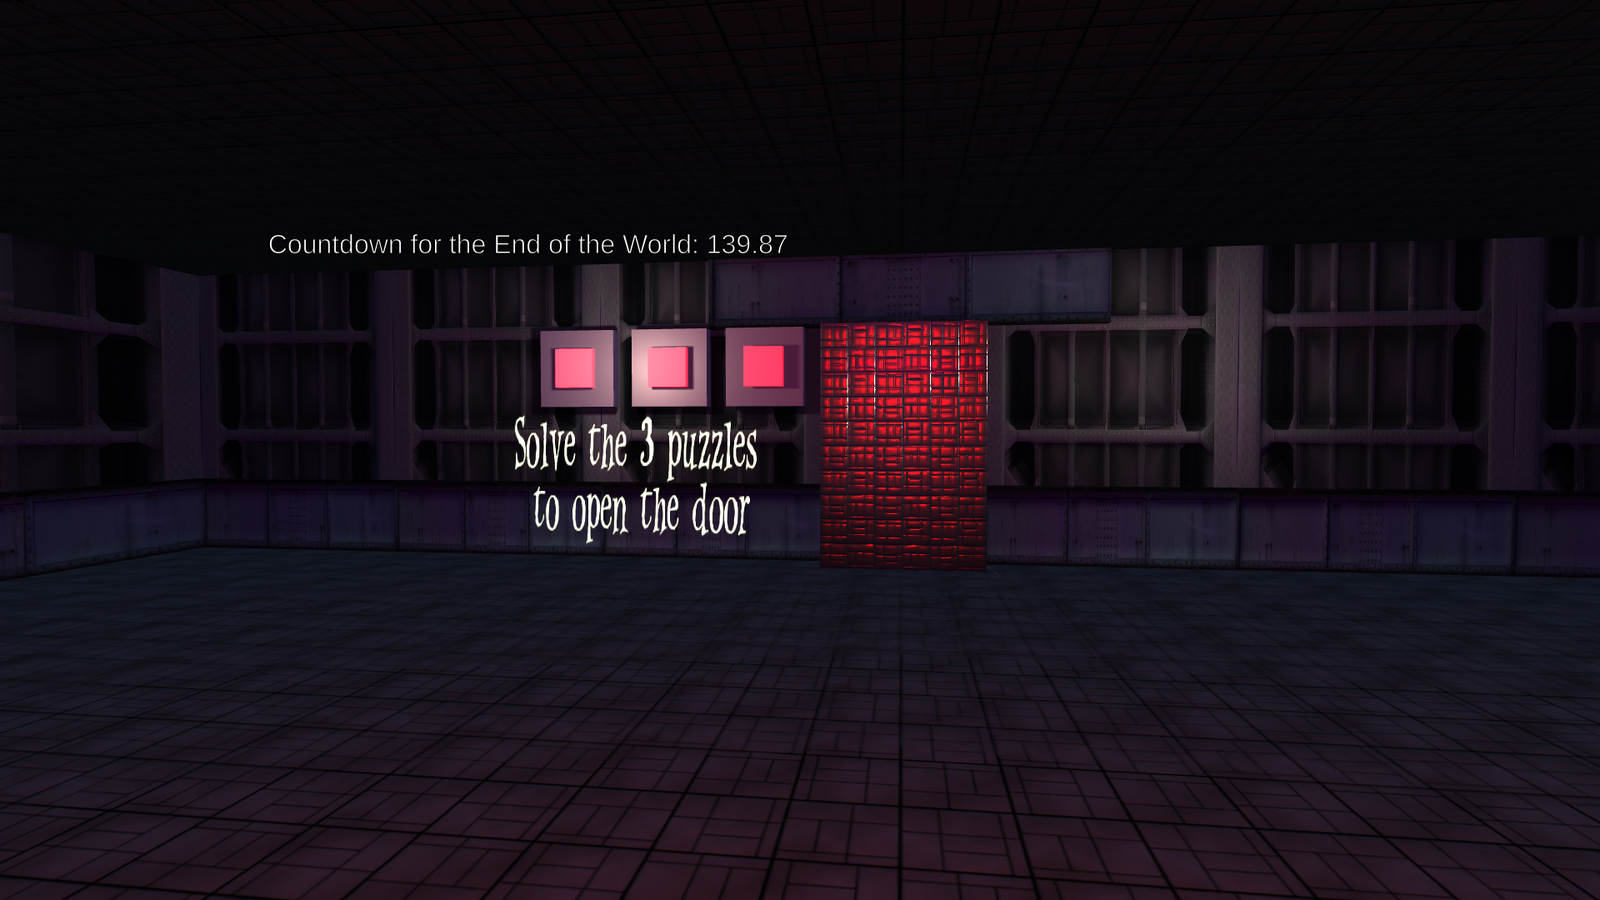 Countdown for the End of the World: 139.87
Solve the 3 puzzles
to open the door